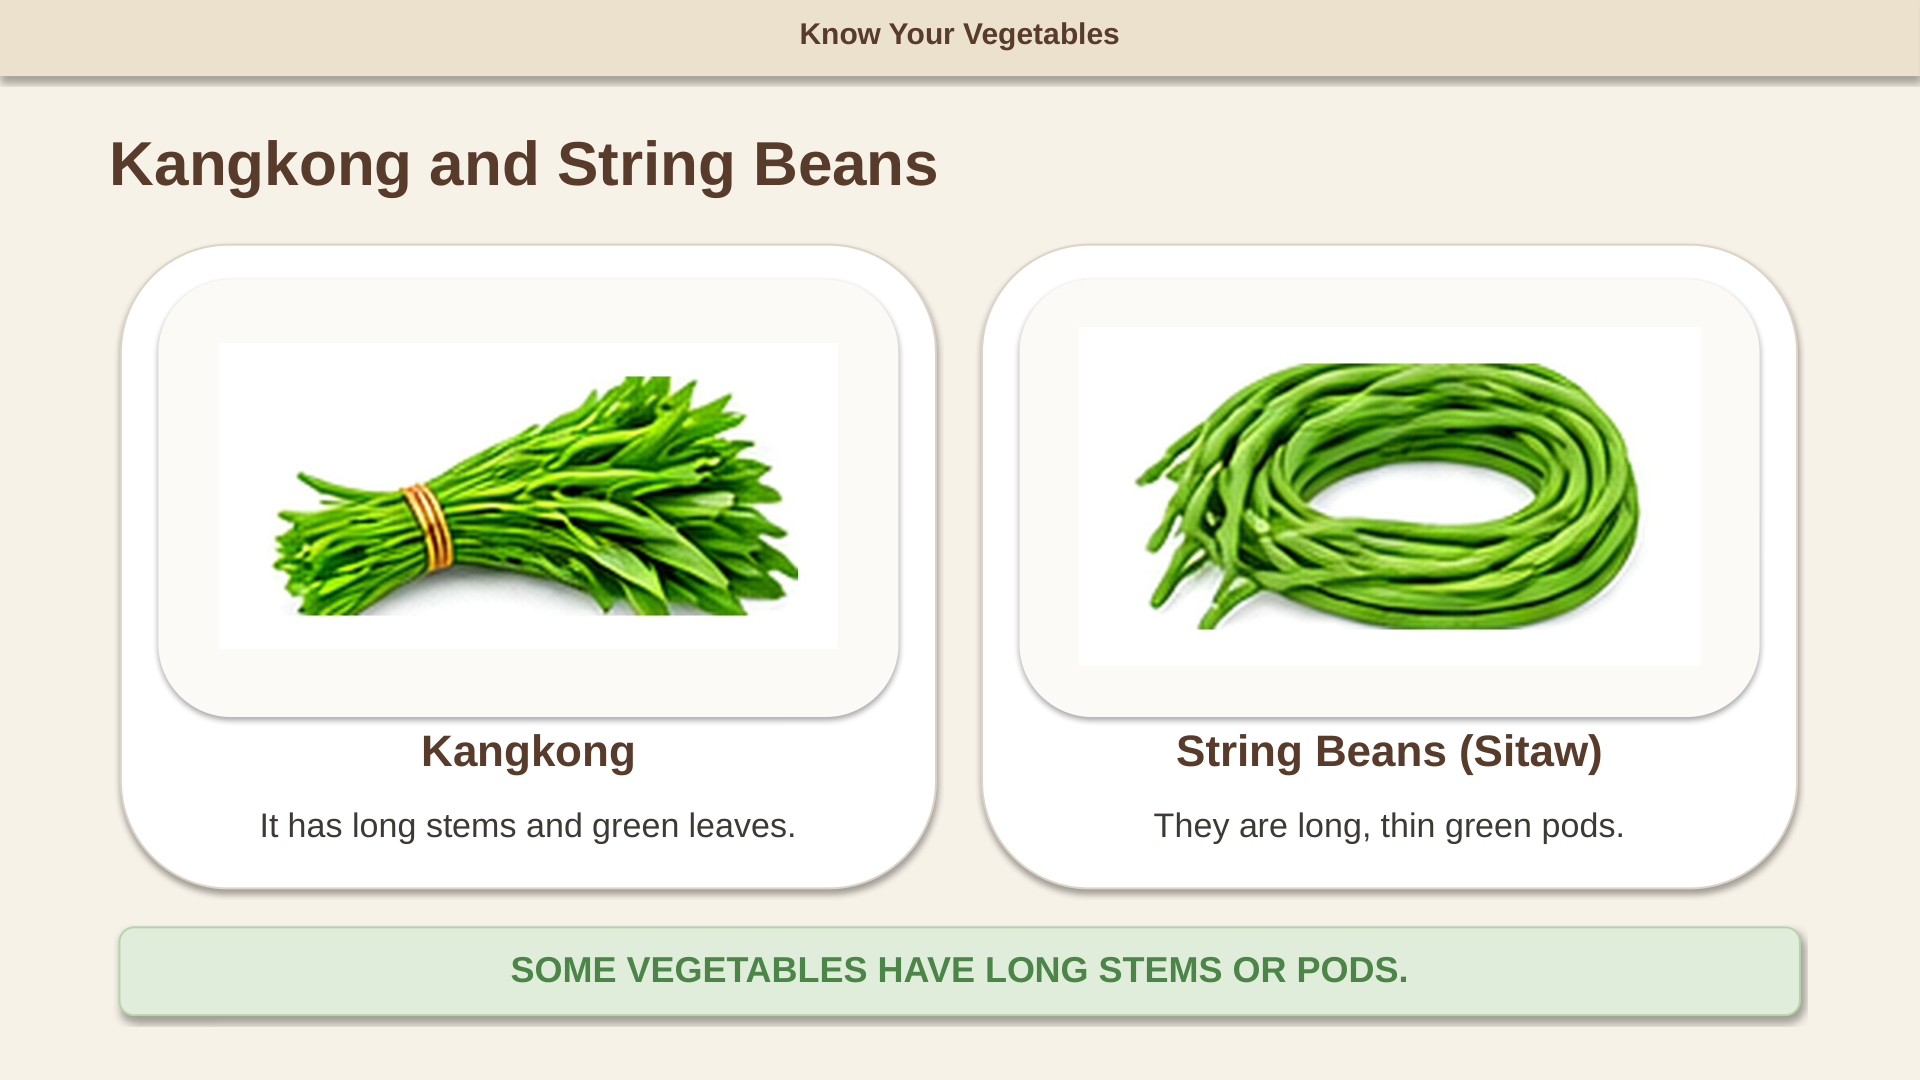 Know Your Vegetables
Kangkong and String Beans
Kangkong
It has long stems and green leaves.
String Beans (Sitaw)
They are long, thin green pods.
SOME VEGETABLES HAVE LONG STEMS OR PODS.